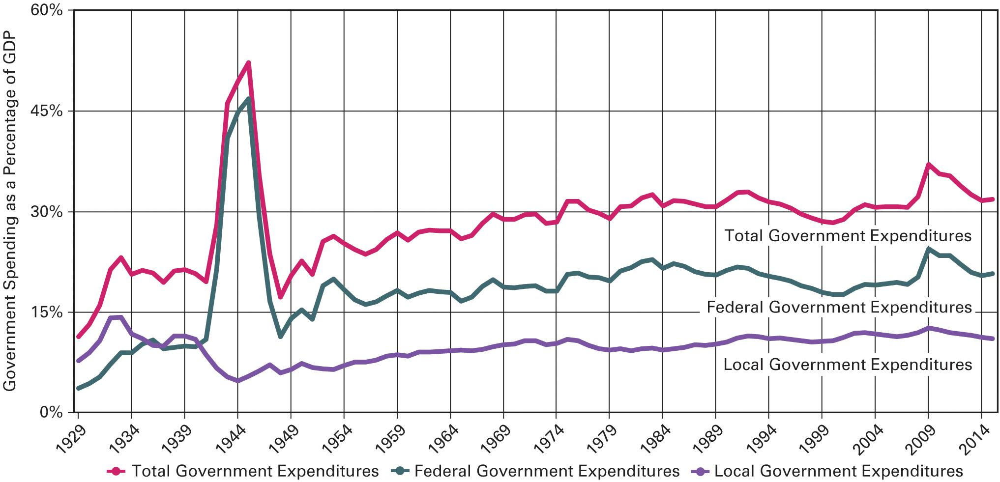 Government Spending as a Percentage of GDP
60%
45%
30%
15%
0%
Total Government Expenditures
Federal Government Expenditures
Local Government Expenditures
1929 1934 1939 1944 1949 1954 1959 1964 1969 1974 1979 1984 1989 1994 1999 2004 2009 2014
Total Government Expenditures Federal Government Expenditures Local Government Expenditures